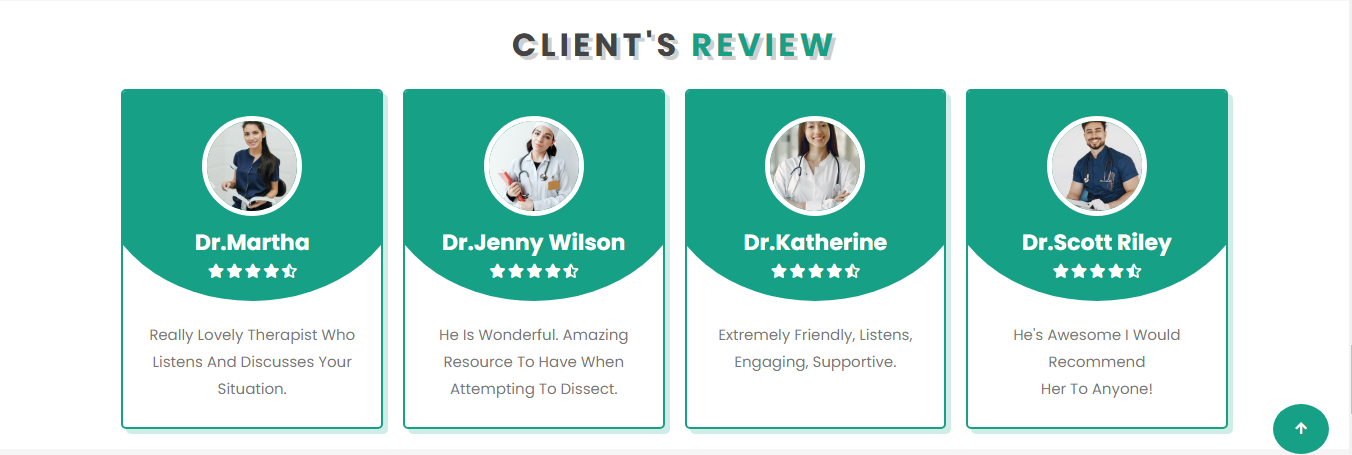 CLIENT'S REVIEW
Dr.Martha
Really Lovely Therapist Who
Listens And Discusses Your
Situation.
Dr.Jenny Wilson
He Is Wonderful. Amazing
Resource To Have When
Attempting To Dissect.
Dr.Katherine
Extremely Friendly, Listens,
Engaging, Supportive.
Dr.Scott Riley
He's Awesome I Would
Recommend
Her To Anyone!